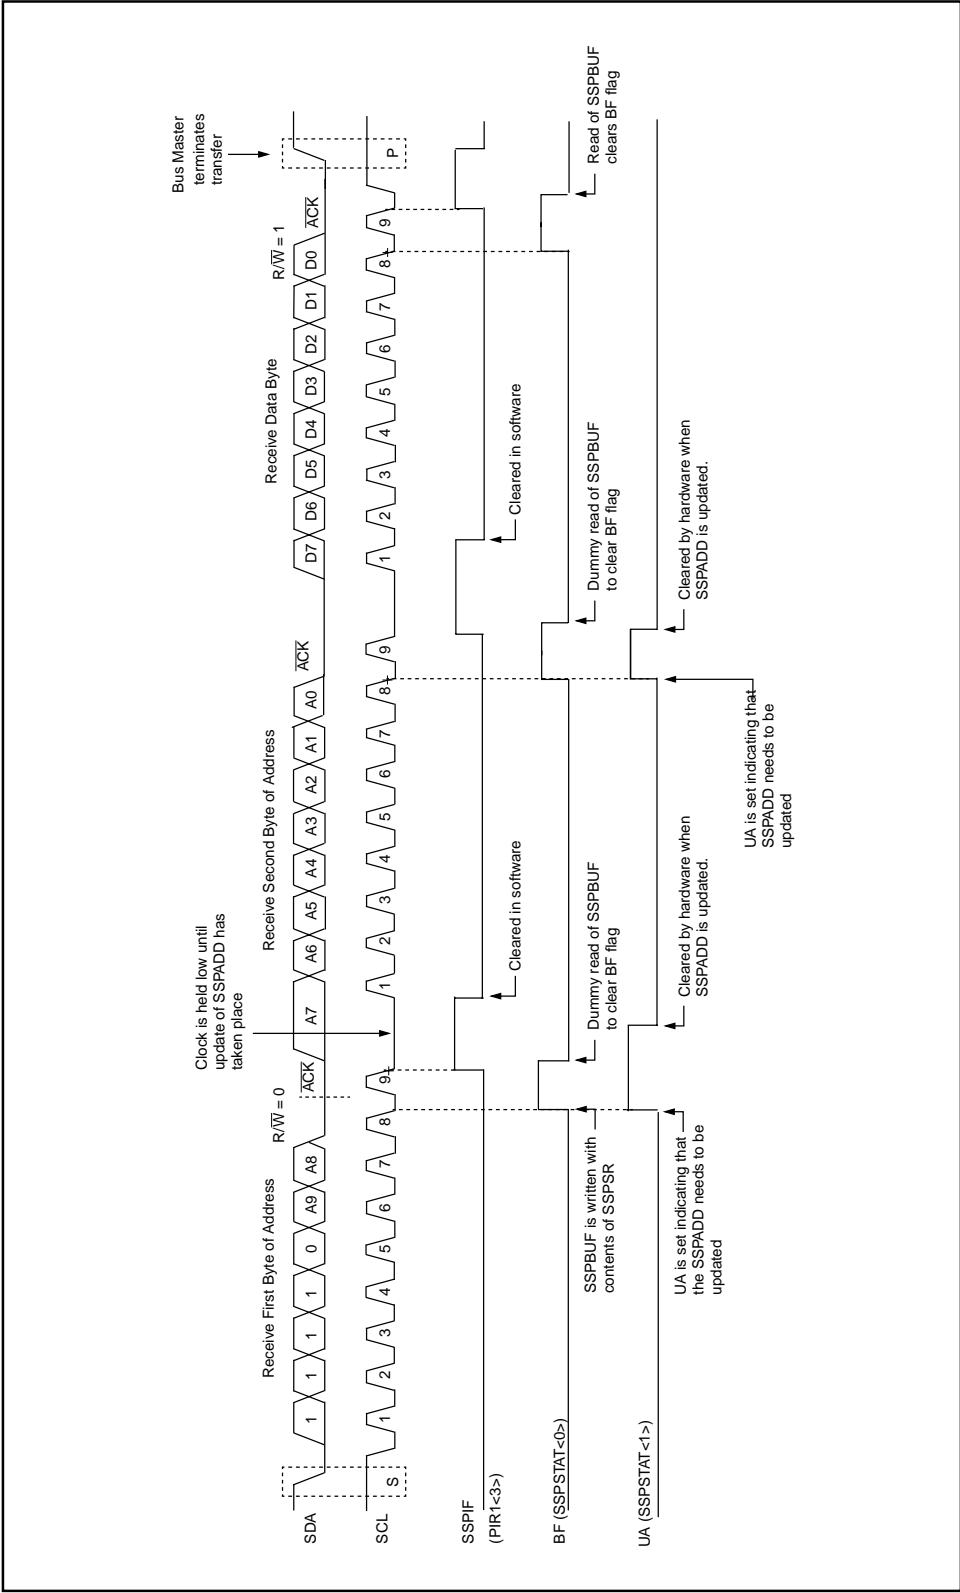 Bus Master
terminates
transfer
Clock is held low until
update of SSPADD has
taken place
Receive First Byte of Address
R/W = 0
Receive Second Byte of Address
Receive Data Byte
R/W = 1
SDA
1
1
1
1
0
A9
A8
ACK
A7
A6
A5
A4
A3
A2
A1
A0
ACK
D7
D6
D5
D4
D3
D2
D1
D0
ACK
SCL
S
1
2
3
4
5
6
7
8
9
1
2
3
4
5
6
7
8
9
1
2
3
4
5
6
7
8
9
P
SSPIF
(PIR1<3>)
Cleared in software
Cleared in software
BF (SSPSTAT<0>)
SSPBUF is written with
contents of SSPSR
Dummy read of SSPBUF
to clear BF flag
Dummy read of SSPBUF
to clear BF flag
Read of SSPBUF
clears BF flag
UA (SSPSTAT<1>)
UA is set indicating that
the SSPADD needs to be
updated
Cleared by hardware when
SSPADD is updated.
UA is set indicating that
SSPADD needs to be
updated
Cleared by hardware when
SSPADD is updated.